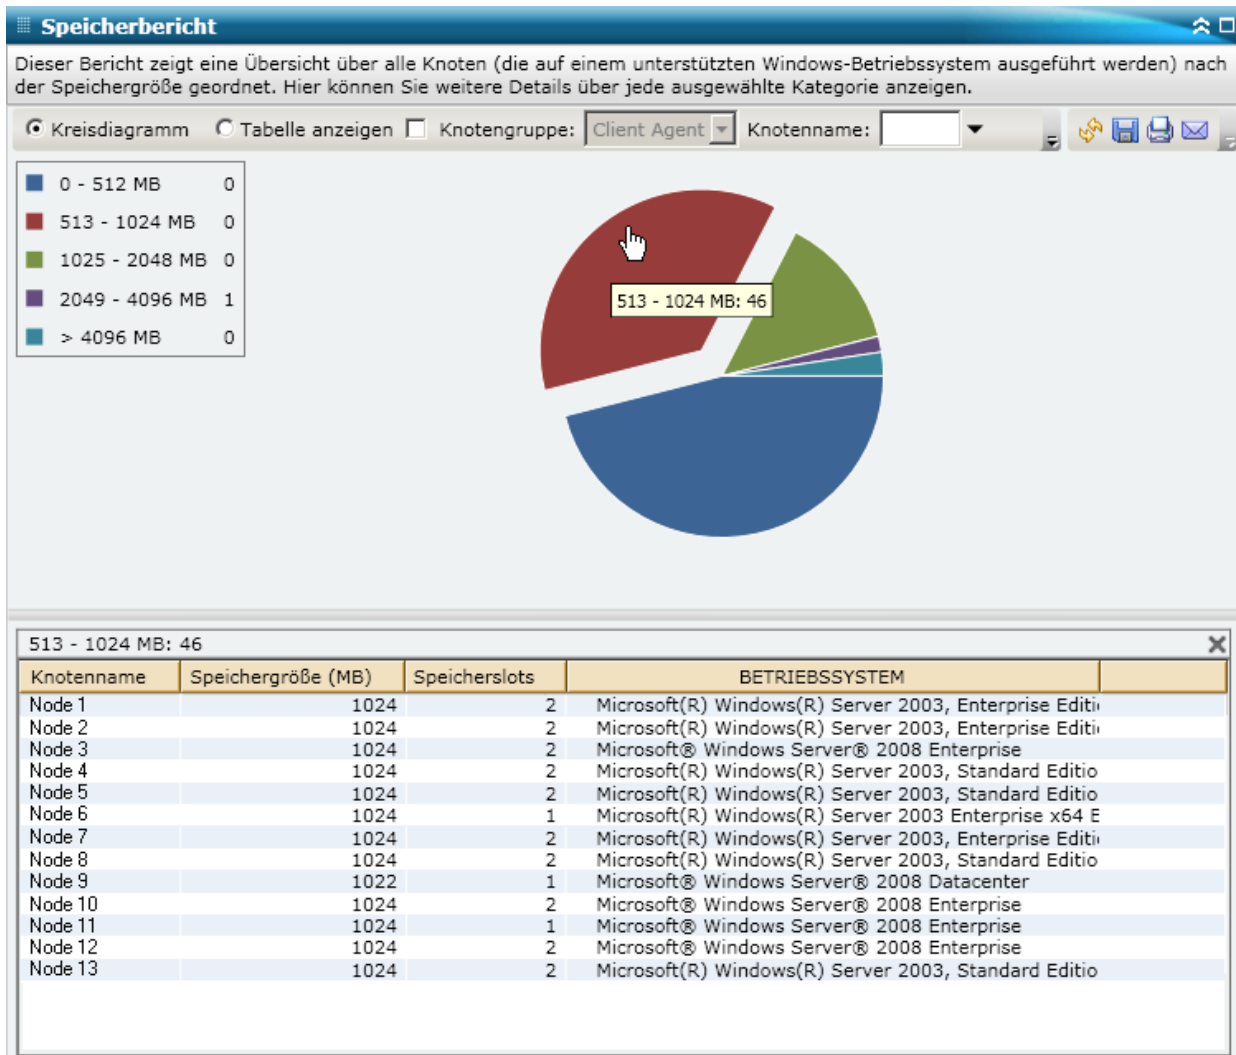 Speicherbericht
Dieser Bericht zeigt eine Übersicht über alle Knoten (die auf einem unterstützten Windows-Betriebssystem ausgeführt werden) nach
der Speichergröße geordnet. Hier können Sie weitere Details über jede ausgewählte Kategorie anzeigen.
Kreisdiagramm Tabelle anzeigen Knotengruppe: Client Agent Knotenname:
0 - 512 MB 0
513 - 1024 MB 0
1025 - 2048 MB 0
2049 - 4096 MB 1
> 4096 MB 0
513 - 1024 MB: 46
513 - 1024 MB: 46
Knotenname Speichergröße (MB) Speicherslots BETRIEBSSYSTEM
Node 1 1024 2 Microsoft(R) Windows(R) Server 2003, Enterprise Editi
Node 2 1024 2 Microsoft(R) Windows(R) Server 2003, Enterprise Editi
Node 3 1024 2 Microsoft® Windows Server® 2008 Enterprise
Node 4 1024 2 Microsoft(R) Windows(R) Server 2003, Standard Editio
Node 5 1024 2 Microsoft(R) Windows(R) Server 2003, Standard Editio
Node 6 1024 1 Microsoft(R) Windows(R) Server 2003 Enterprise x64 E
Node 7 1024 2 Microsoft(R) Windows(R) Server 2003, Enterprise Editi
Node 8 1024 2 Microsoft(R) Windows(R) Server 2003, Standard Editio
Node 9 1022 1 Microsoft® Windows Server® 2008 Datacenter
Node 10 1024 2 Microsoft® Windows Server® 2008 Enterprise
Node 11 1024 1 Microsoft® Windows Server® 2008 Enterprise
Node 12 1024 2 Microsoft® Windows Server® 2008 Enterprise
Node 13 1024 2 Microsoft(R) Windows(R) Server 2003, Standard Editio